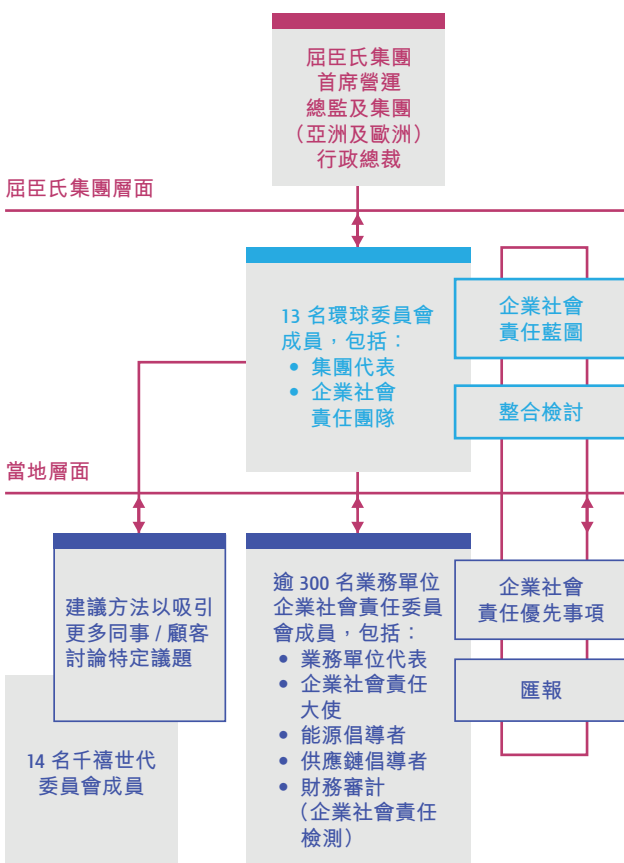 屈臣氏集團
首席營運
總監及集團
（亞洲及歐洲）
行政總裁
屈臣氏集團層面
13 名環球委員會
成員，包括：
• 集團代表
• 企業社會
責任團隊
企業社會
責任藍圖
整合檢討
當地層面
建議方法以吸引
更多同事 / 顧客
討論特定議題
14 名千禧世代
委員會成員
逾 300 名業務單位
企業社會責任委員
會成員，包括：
• 業務單位代表
• 企業社會責任
大使
• 能源倡導者
• 供應鏈倡導者
• 財務審計
（企業社會責任
檢測）
企業社會
責任優先事項
匯報